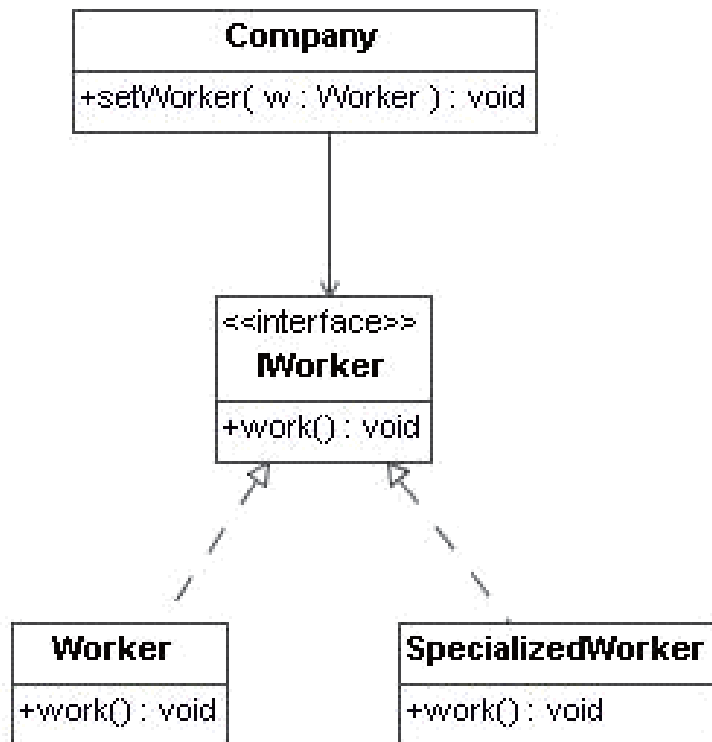 Company
+setWorker( w : Worker ) : void
<<interface>>
IWorker
+work() : void
Worker
+work() : void
SpecializedWorker
+work() : void